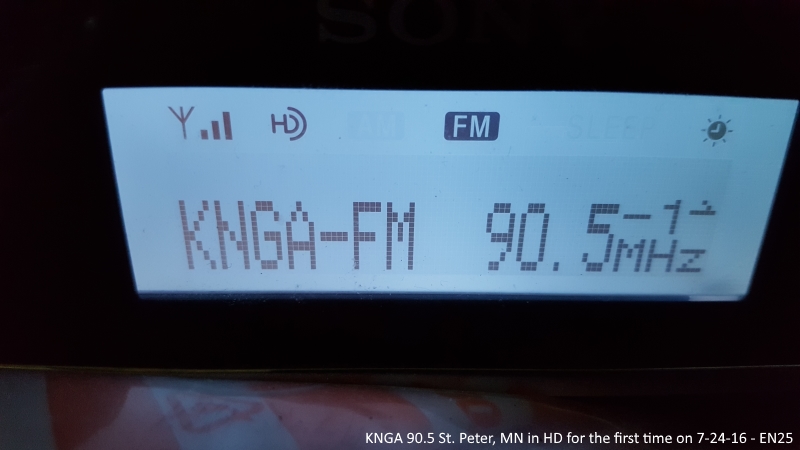 SONY
HD FM
KNGA-FM 90.5-1
MHz
KNGA 90.5 St. Peter, MN in HD for the first time on 7-24-16 - EN25